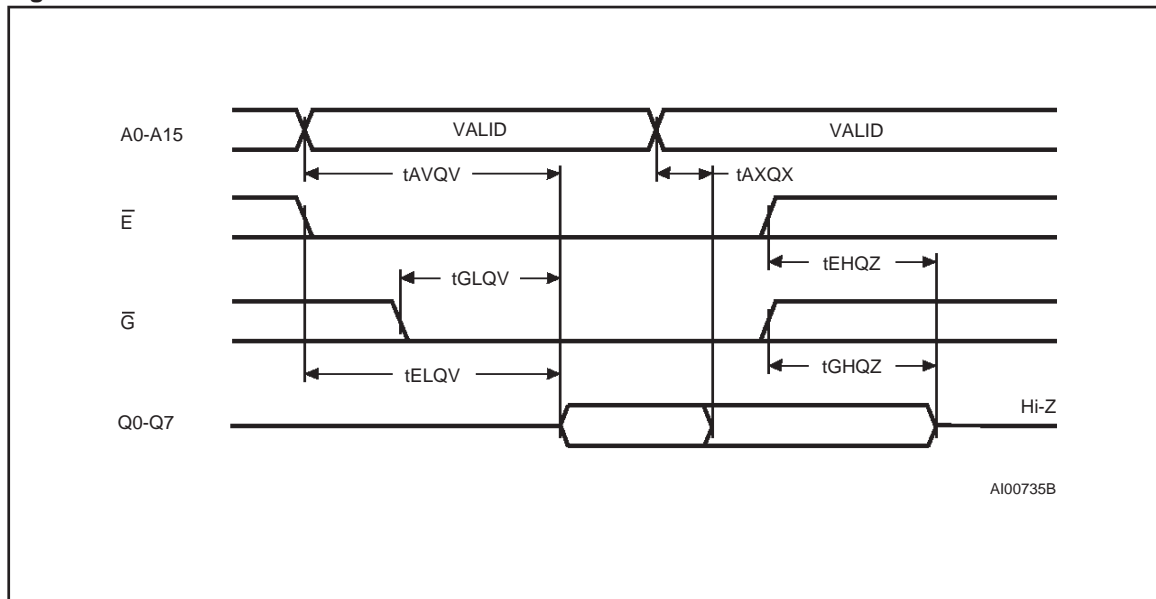 A0-A15 VALID VALID
tAVQV tAXQX
E̅
tEHQZ
tGLQV
G̅
tGHQZ
tELQV
Hi-Z
Q0-Q7
AI00735B